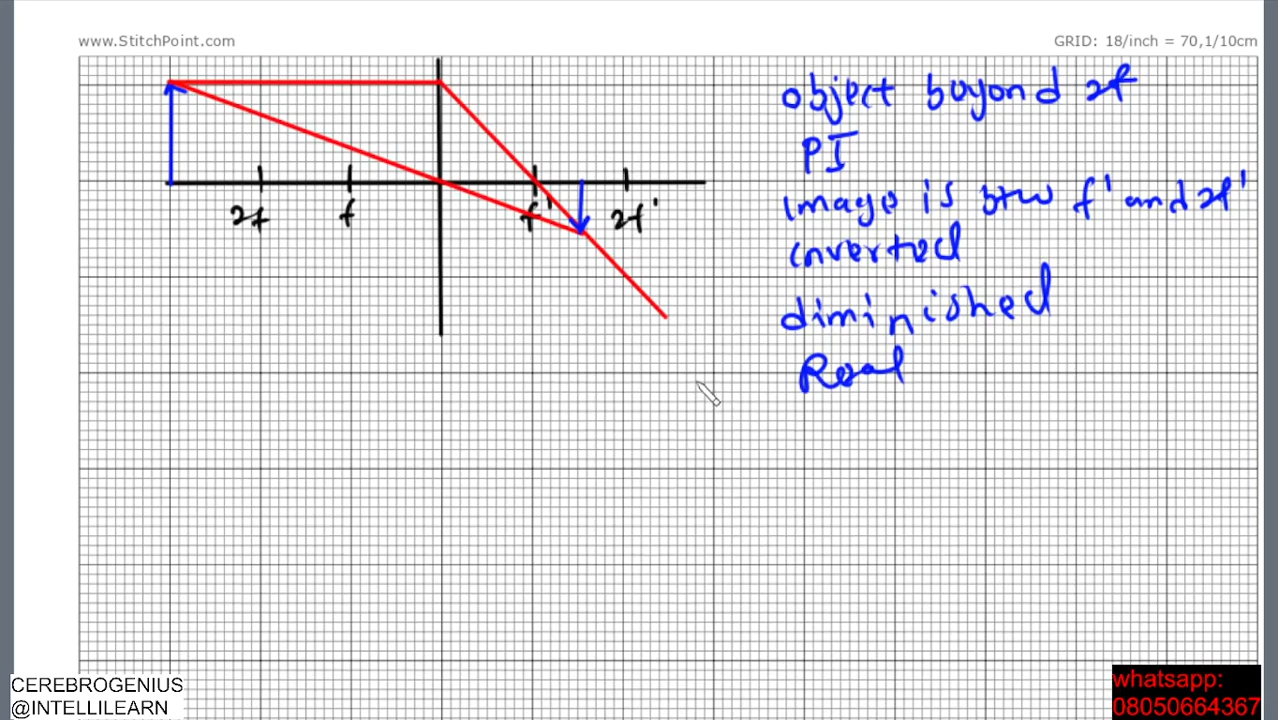 www.StitchPoint.com
GRID: 18/inch = 70,1/10cm
object beyond 2f
PI
Image is btw f' and 2f'
inverted
diminished
Real
2f f f' 2f'
CEREBROGENIUS
@INTELLILEARN
whatsapp:
08050664367